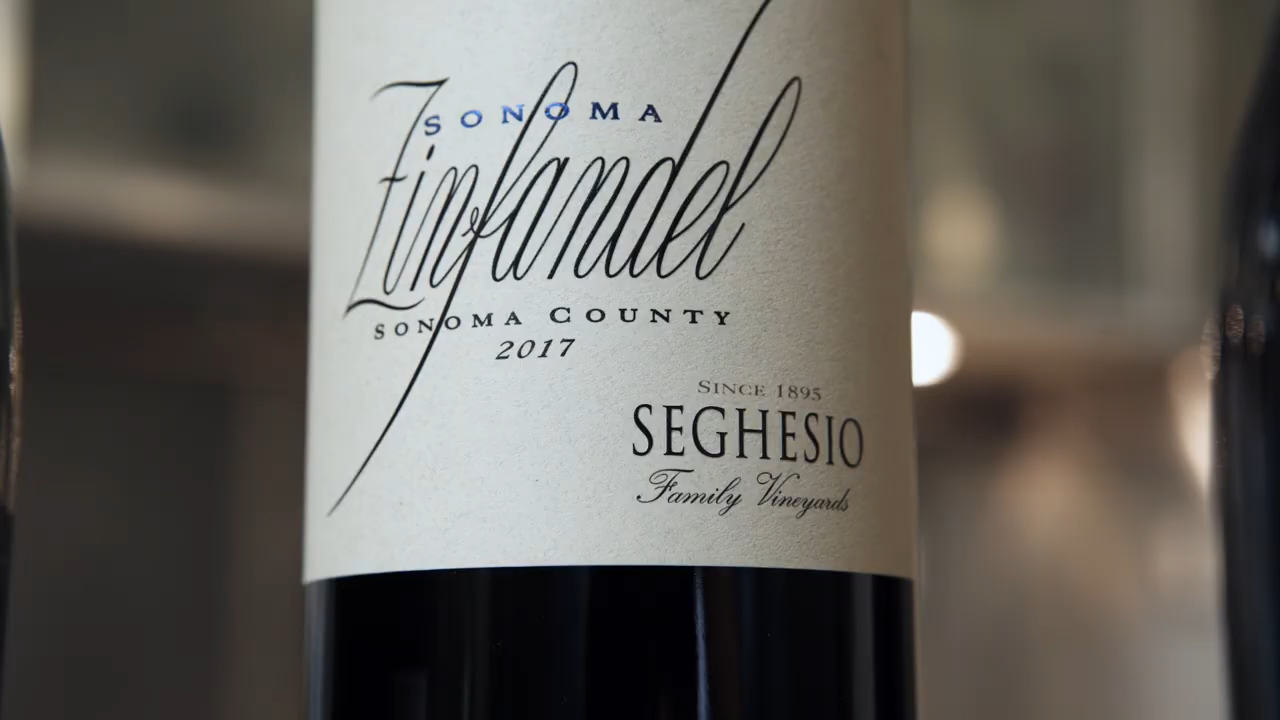 SONOMA
Zinfandel
SONOMA COUNTY
2017
SINCE 1895
SEGHESIO
Family Vineyards